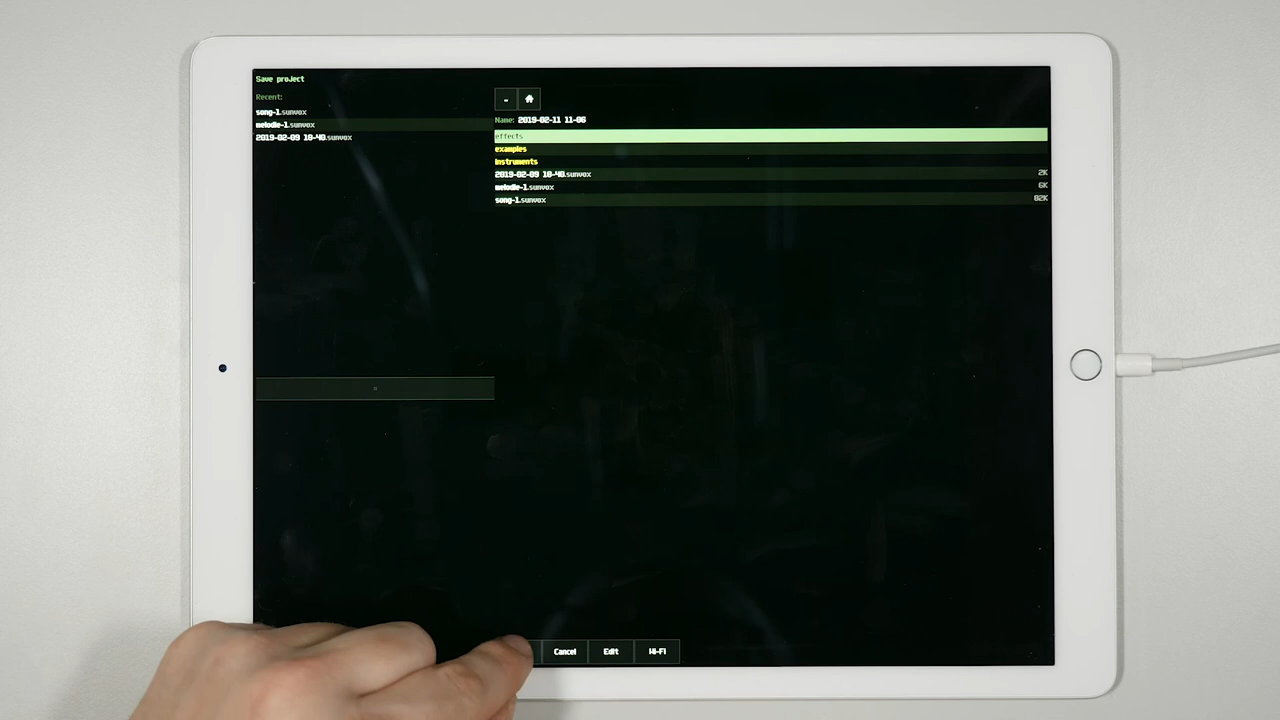 Save project
Recent:
song-1.sunvox
melodie-1.sunvox
2019-02-09 10-40.sunvox
Name: 2019-02-11 11-06
effects
examples
instruments
2019-02-09 10-40.sunvox 2K
melodie-1.sunvox 6K
song-1.sunvox 82K
Cancel Edit Wi-Fi